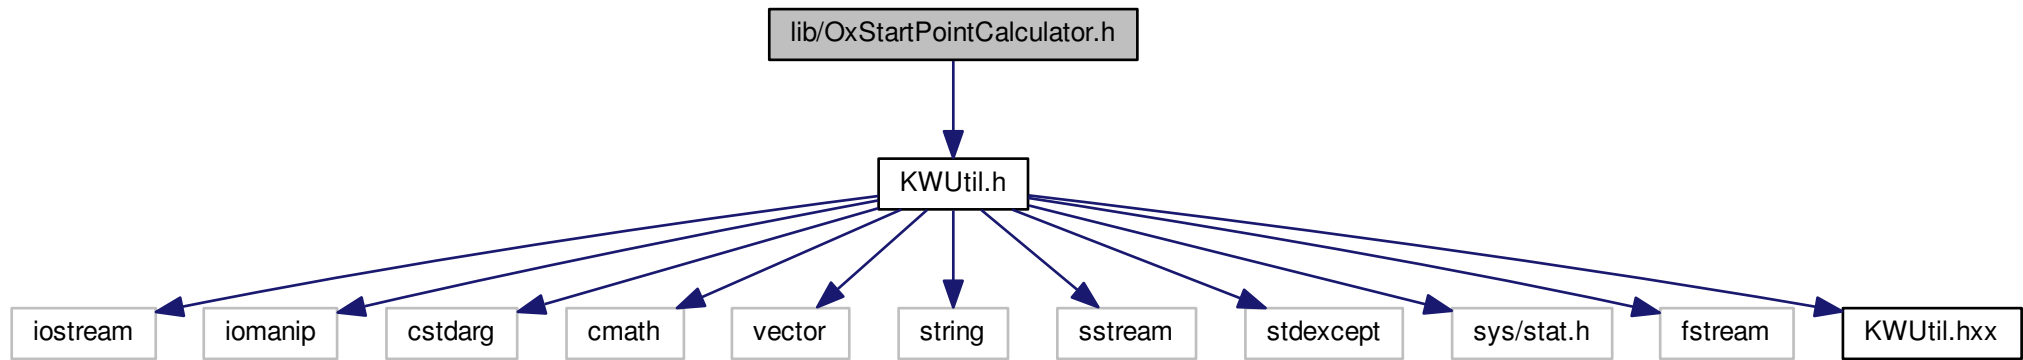 lib/OxStartPointCalculator.h
KWUtil.h
iostream
iomanip
cstdarg
cmath
vector
string
sstream
stdexcept
sys/stat.h
fstream
KWUtil.hxx